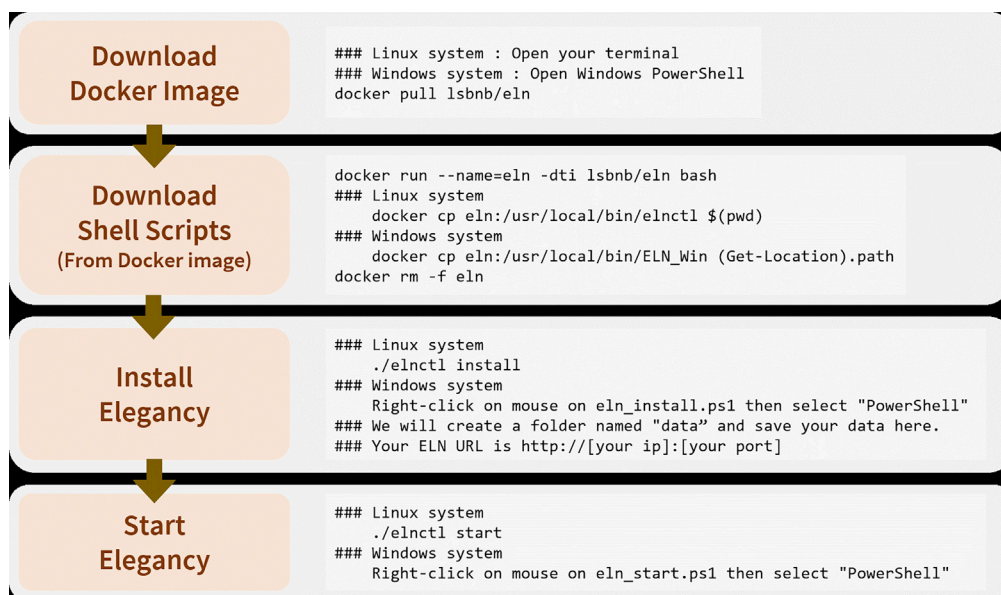 Download
Docker Image
### Linux system : Open your terminal
### Windows system : Open Windows PowerShell
docker pull lsbnb/eln
Download
Shell Scripts
(From Docker image)
docker run --name=eln -dti lsbnb/eln bash
### Linux system
docker cp eln:/usr/local/bin/elnctl $(pwd)
### Windows system
docker cp eln:/usr/local/bin/ELN_Win (Get-Location).path
docker rm -f eln
Install
Elegancy
### Linux system
./elnctl install
### Windows system
Right-click on mouse on eln_install.ps1 then select "PowerShell"
### We will create a folder named "data” and save your data here.
### Your ELN URL is http://[your ip]:[your port]
Start
Elegancy
### Linux system
./elnctl start
### Windows system
Right-click on mouse on eln_start.ps1 then select "PowerShell"